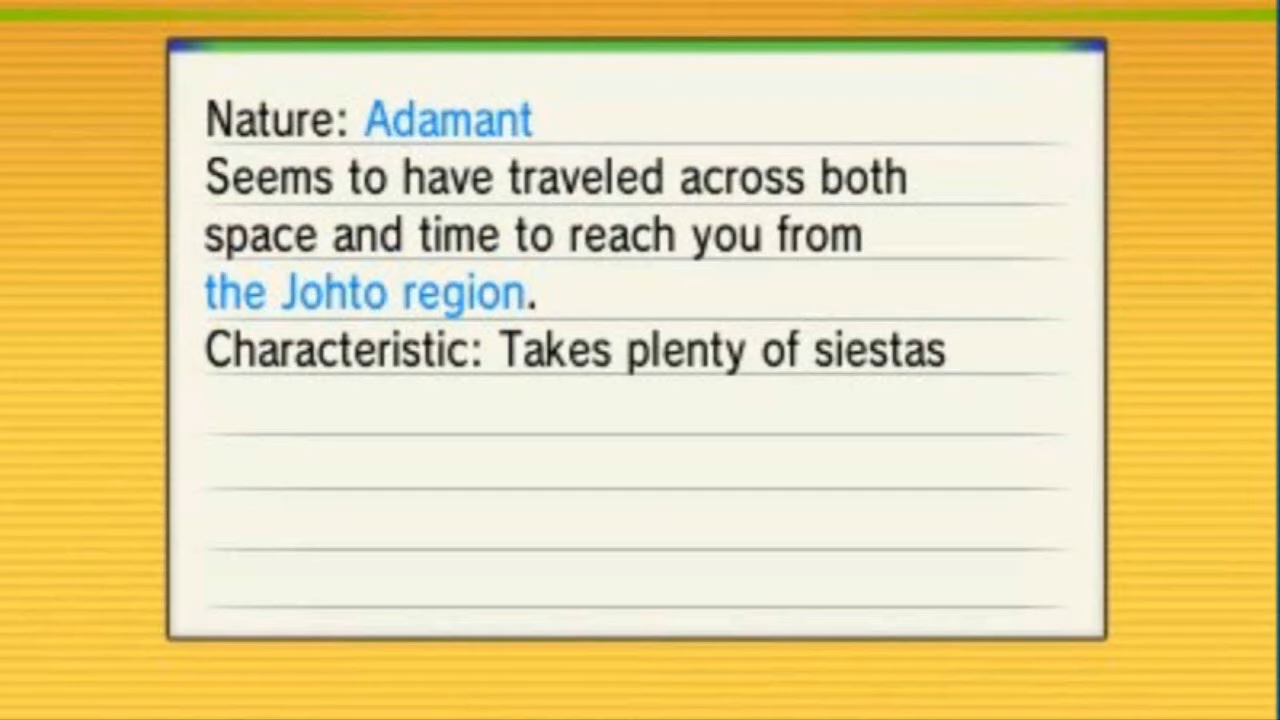 Nature: Adamant
Seems to have traveled across both
space and time to reach you from
the Johto region.
Characteristic: Takes plenty of siestas